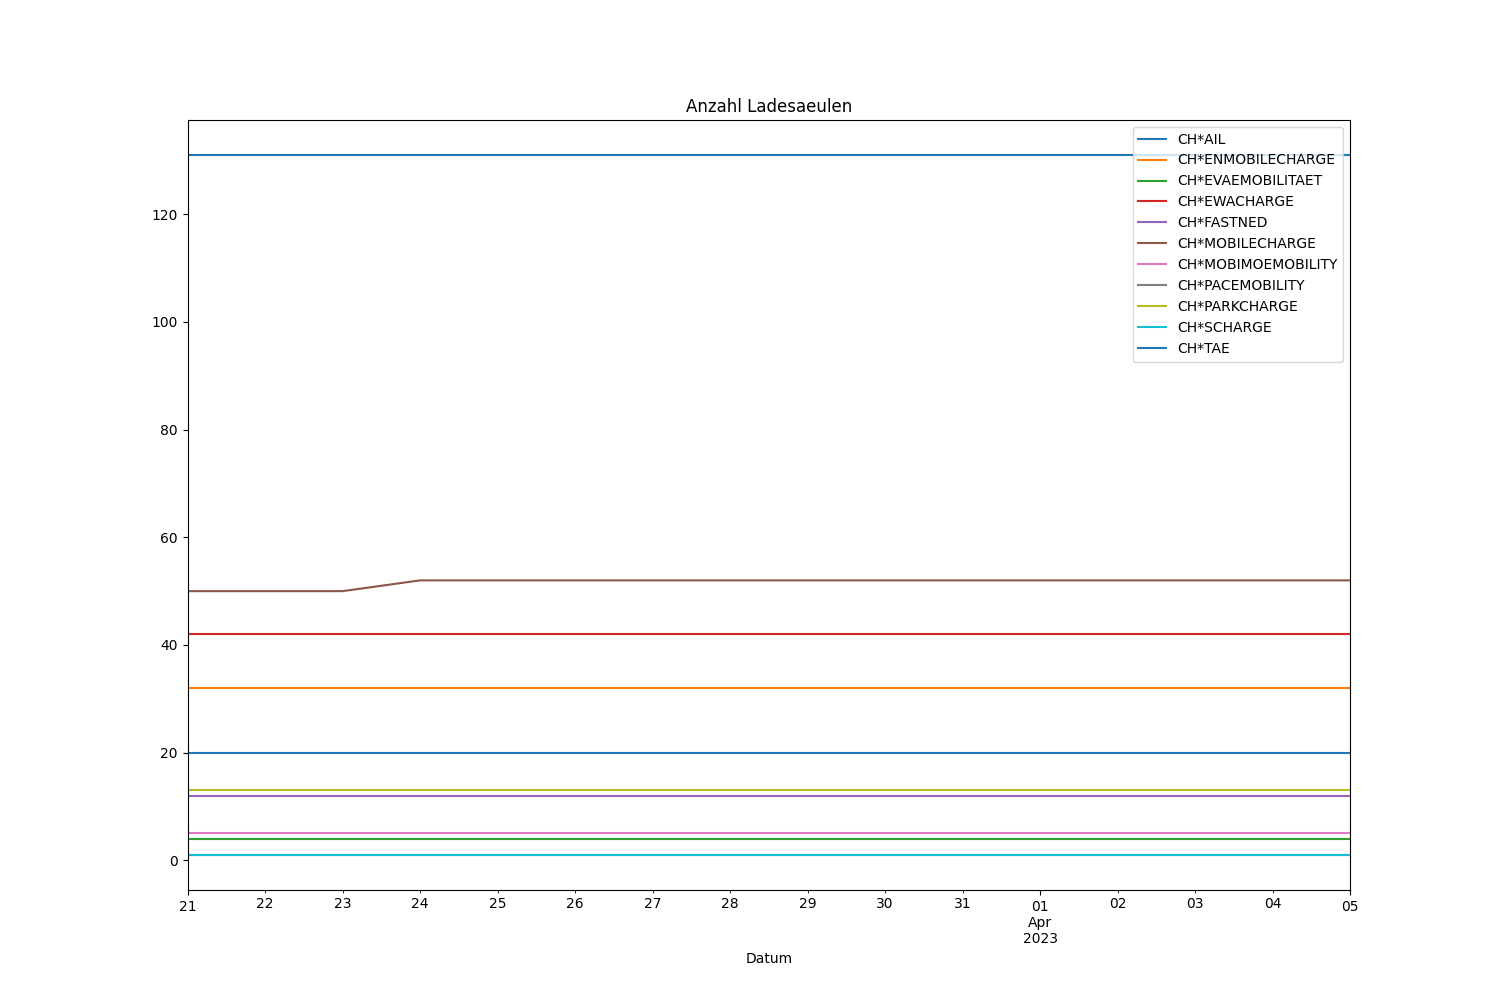 Anzahl Ladesaeulen
CH*AIL
CH*ENMOBILECHARGE
CH*EVAEMOBILITAET
CH*EWACHARGE
CH*FASTNED
CH*MOBILECHARGE
CH*MOBIMOEMOBILITY
CH*PACEMOBILITY
CH*PARKCHARGE
CH*SCHARGE
CH*TAE
120
100
80
60
40
20
0
21 22 23 24 25 26 27 28 29 30 31 01 02 03 04 05
Apr
2023
Datum